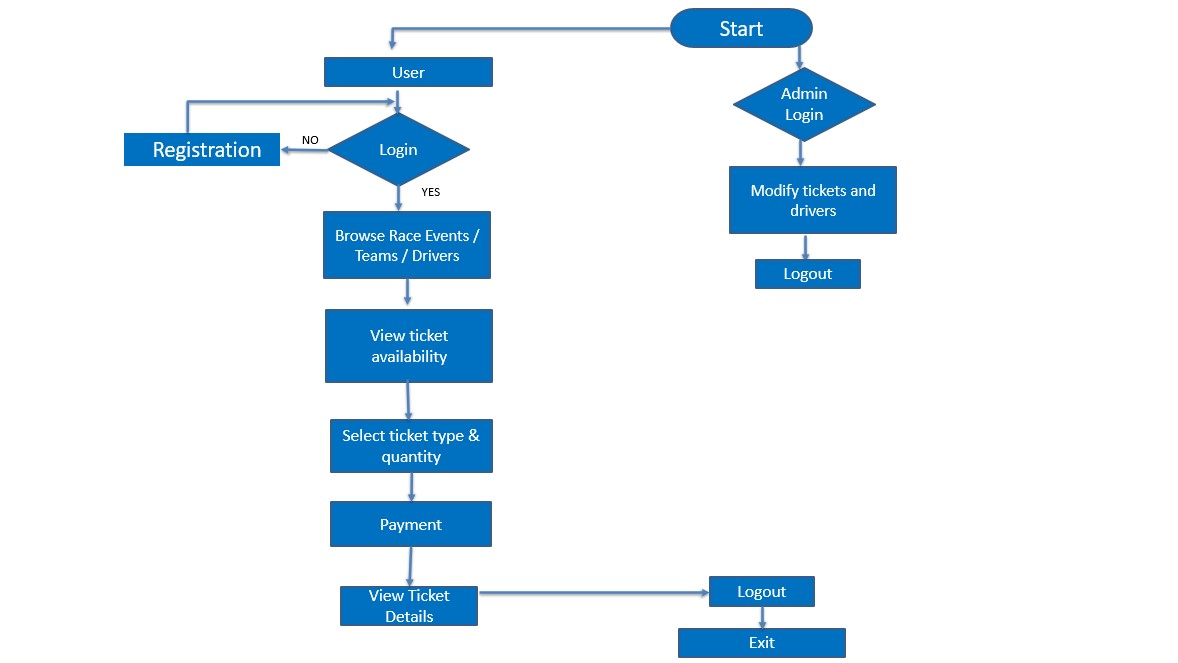 Start
User
Admin
Login
NO
Registration
Login
YES
Modify tickets and
drivers
Browse Race Events /
Teams / Drivers
Logout
View ticket
availability
Select ticket type &
quantity
Payment
View Ticket
Details
Logout
Exit